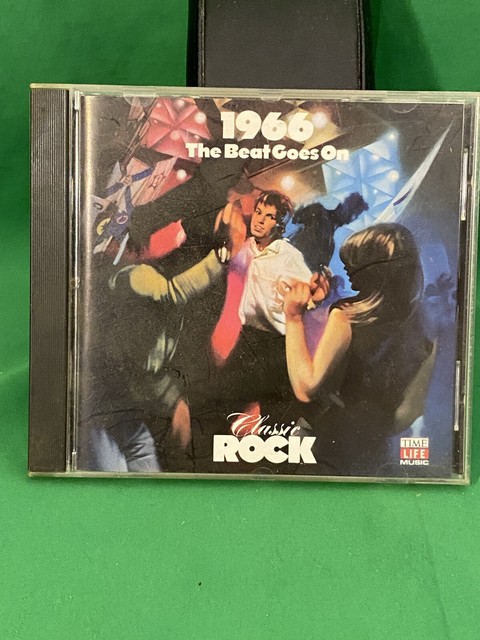 1966
The Beat Goes On
Classic
ROCK
TIME
LIFE
MUSIC